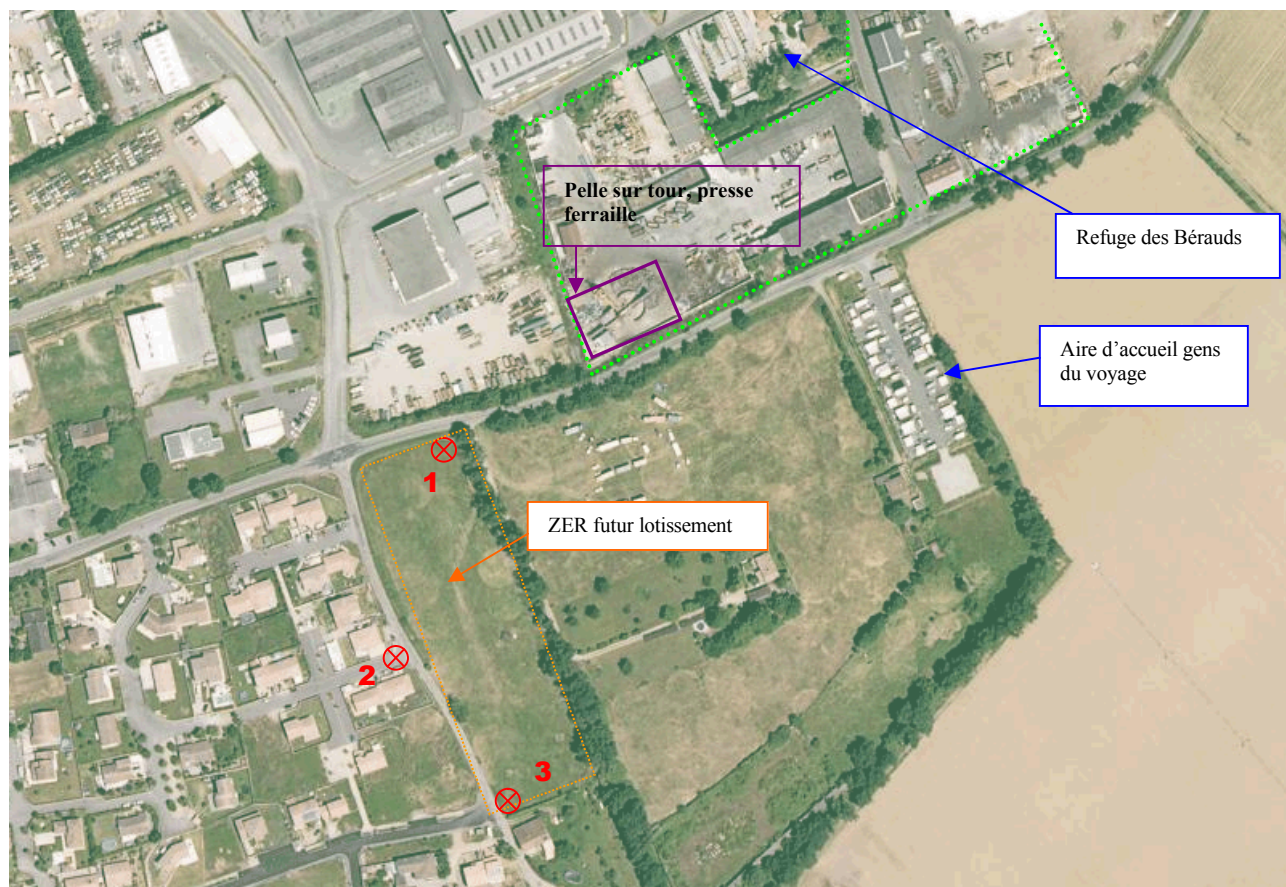 Pelle sur tour, presse
ferraille
Refuge des Bérauds
Aire d'accueil gens
du voyage
1
ZER futur lotissement
2
3